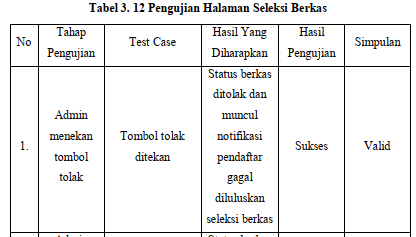 Tabel 3. 12 Pengujian Halaman Seleksi Berkas
No
Tahap
Pengujian
Test Case
Hasil Yang
Diharapkan
Hasil
Pengujian
Simpulan
1.
Admin
menekan
tombol
tolak
Tombol tolak
ditekan
Status berkas
ditolak dan
muncul
notifikasi
pendaftar
gagal
diluluskan
seleksi berkas
Sukses
Valid